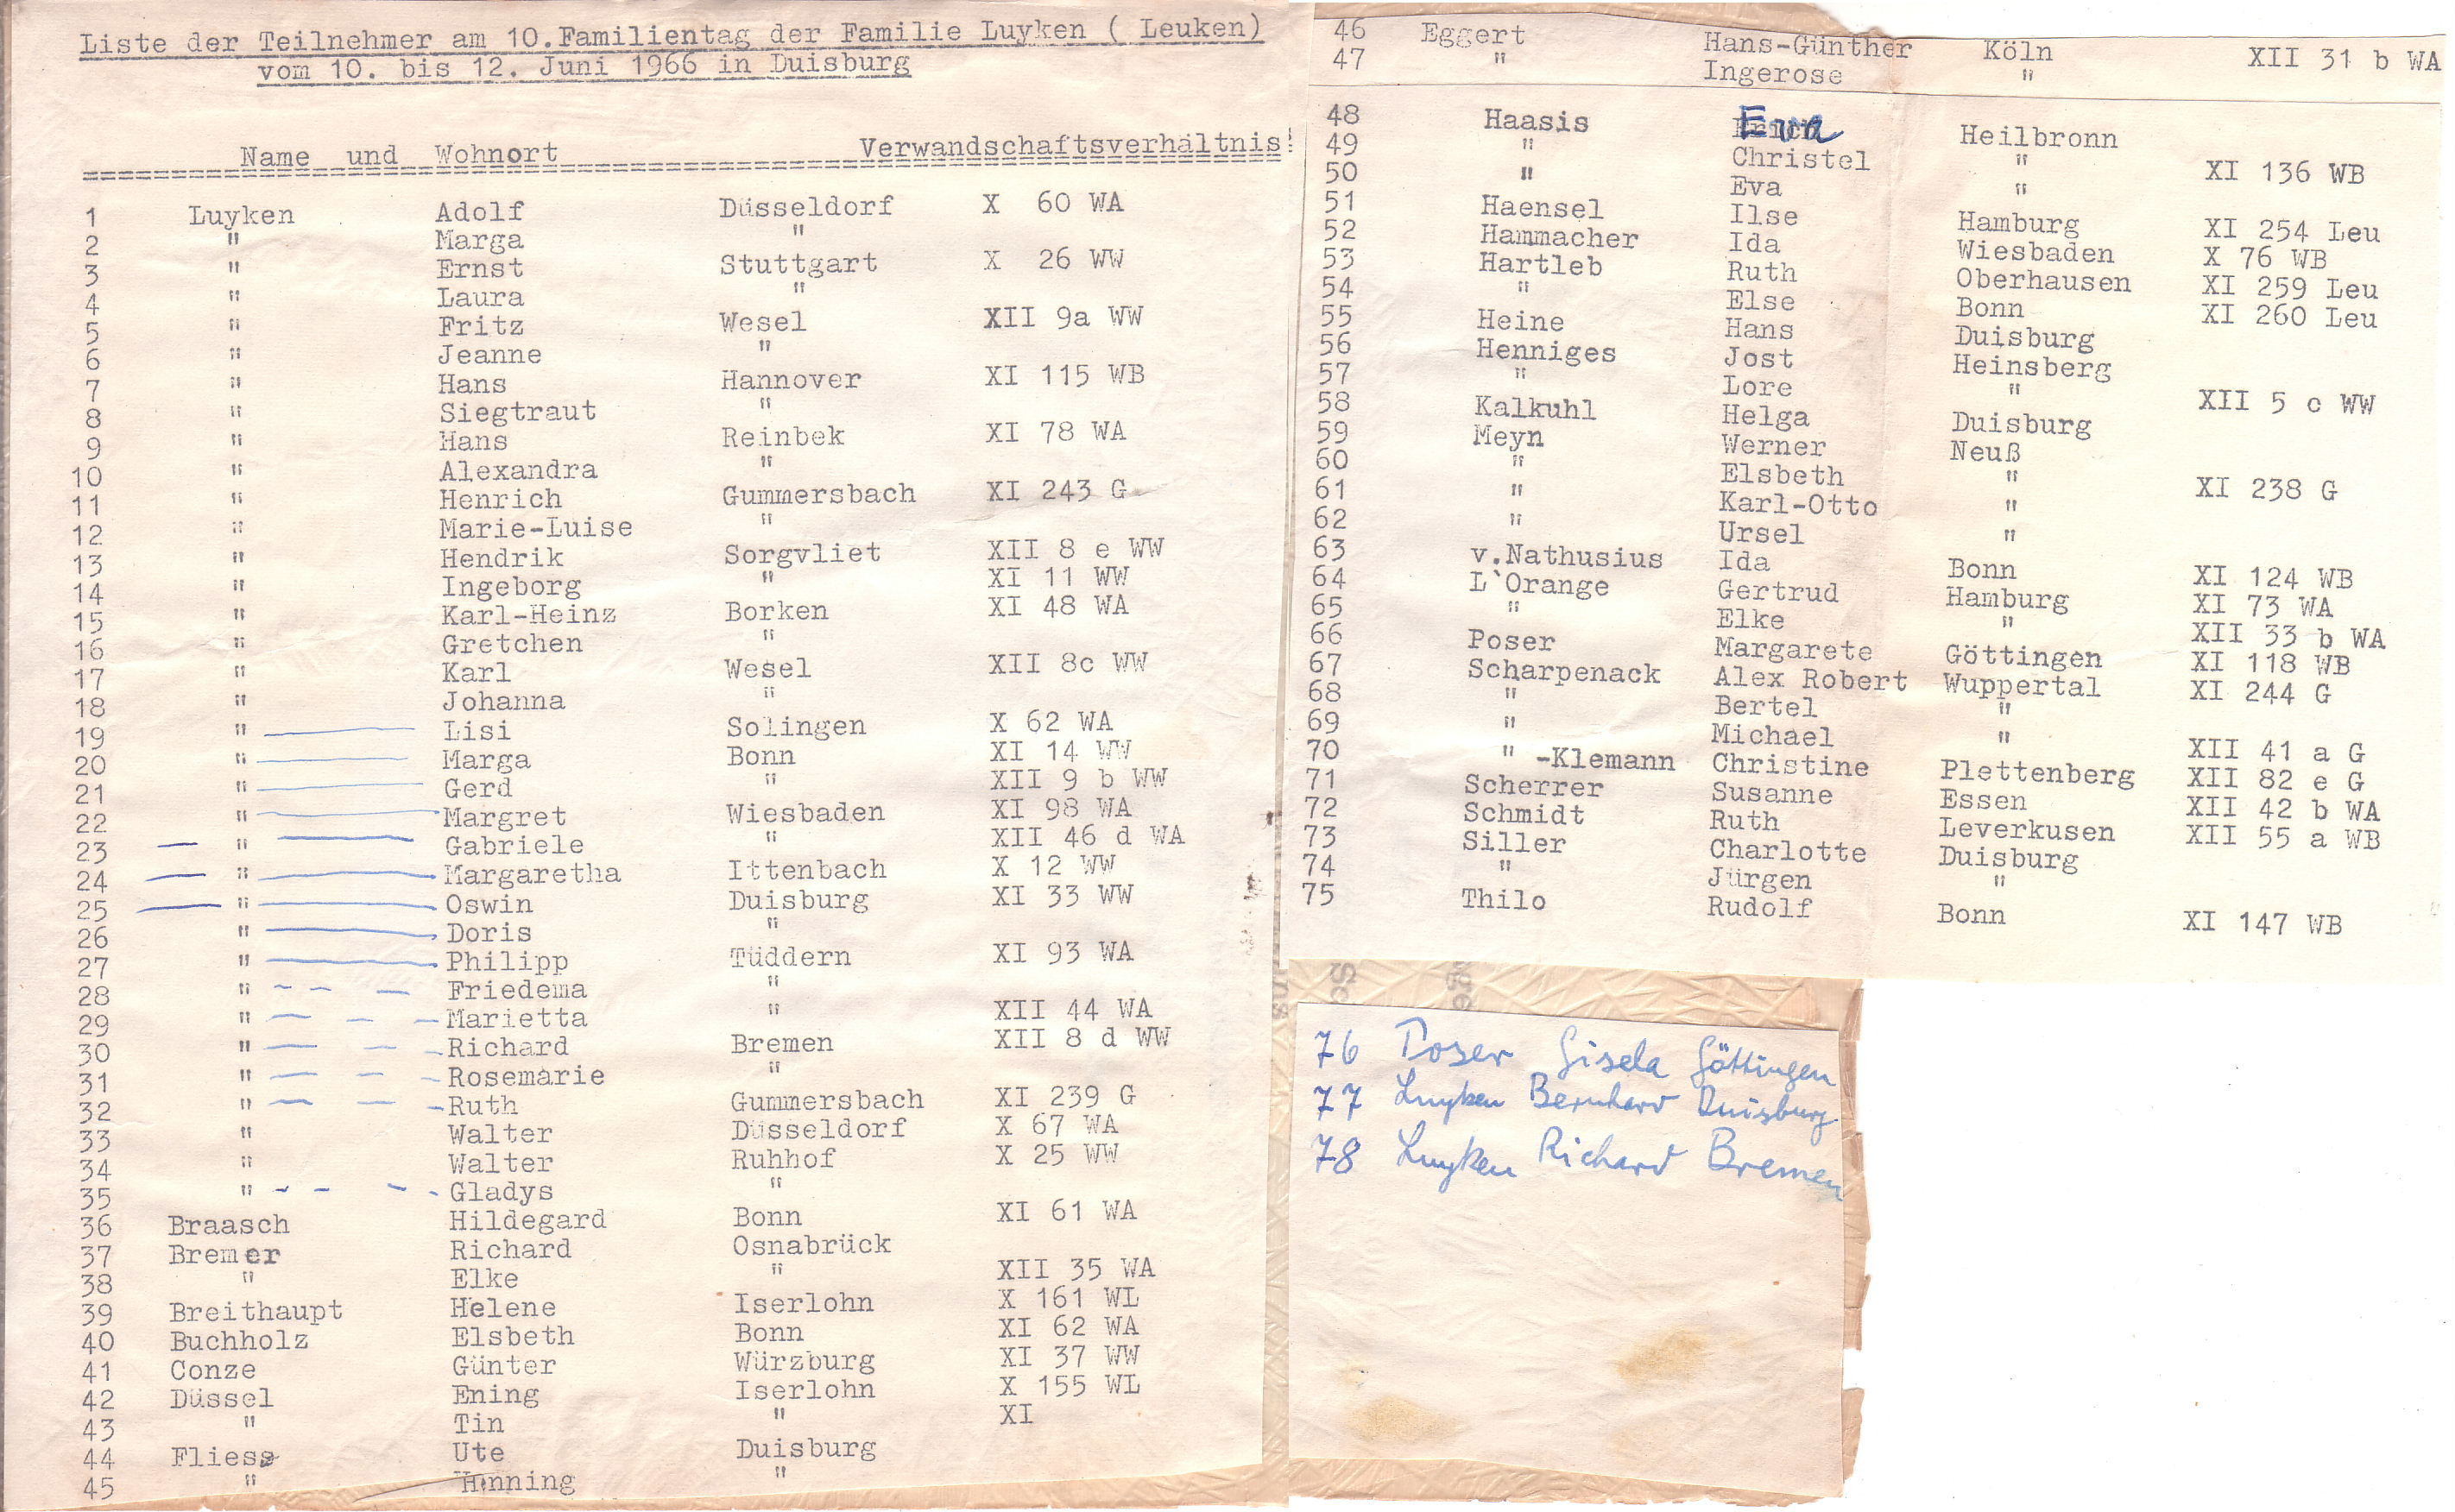 Liste der Teilnehmer am 10.Familientag der Familie Luyken ( Leuken)
vom 10. bis 12. Juni 1966 in Duisburg
Name und Wohnort Verwandschaftsverhältnis!
1 Luyken Adolf Düsseldorf X 60 WA
2 " Marga "
3 " Ernst Stuttgart X 26 WW
4 " Laura "
5 " Fritz Wesel XII 9a WW
6 " Jeanne "
7 " Hans Hannover XI 115 WB
8 " Siegtraut "
9 " Hans Reinbek XI 78 WA
10 " Alexandra "
11 " Henrich Gummersbach XI 243 G
12 " Marie-Luise "
13 " Hendrik Sorgvliet XII 8 e WW
14 " Ingeborg " XI 11 WW
15 " Karl-Heinz Borken XI 48 WA
16 " Gretchen "
17 " Karl Wesel XII 8c WW
18 " Johanna "
19 " Lisi Solingen X 62 WA
20 " Marga Bonn XI 14 WW
21 " Gerd " XII 9 b WW
22 " Margret Wiesbaden XI 98 WA
23 " Gabriele " XII 46 d WA
24 " Margaretha Ittenbach X 12 WW
25 " Oswin Duisburg XI 33 WW
26 " Doris "
27 " Philipp Tüddern XI 93 WA
28 " Friedema "
29 " Marietta " XII 44 WA
30 " Richard Bremen XII 8 d WW
31 " Rosemarie "
32 " Ruth Gummersbach XI 239 G
33 " Walter Düsseldorf X 67 WA
34 " Walter Ruhhof X 25 WW
35 " Gladys "
36 Braasch Hildegard Bonn XI 61 WA
37 Bremer Richard Osnabrück
38 " Elke " XII 35 WA
39 Breithaupt Helene Iserlohn X 161 WL
40 Buchholz Elsbeth Bonn XI 62 WA
41 Conze Günter Würzburg XI 37 WW
42 Düssel Ening Iserlohn X 155 WL
43 " Tin " XI
44 Fliess Ute Duisburg
45 " Hinning "
46 Eggert Hans-Günther Köln XII 31 b WA
47 " Ingerose "
48 Haasis Eva Heilbronn
49 " Christel " XI 136 WB
50 " Eva "
51 Haensel Ilse Hamburg XI 254 Leu
52 Hammacher Ida Wiesbaden X 76 WB
53 Hartleb Ruth Oberhausen XI 259 Leu
54 " Else Bonn XI 260 Leu
55 Heine Hans Duisburg
56 Henniges Jost Heinsberg
57 " Lore " XII 5 c WW
58 Kalkuhl Helga Duisburg
59 Meyn Werner Neuß
60 " Elsbeth " XI 238 G
61 " Karl-Otto "
62 " Ursel "
63 v.Nathusius Ida Bonn XI 124 WB
64 L`Orange Gertrud Hamburg XI 73 WA
65 " Elke " XII 33 b WA
66 Poser Margarete Göttingen XI 118 WB
67 Scharpenack Alex Robert Wuppertal XI 244 G
68 " Bertel "
69 " Michael " XII 41 a G
70 " -Klemann Christine Plettenberg XII 82 e G
71 Scherrer Susanne Essen XII 42 b WA
72 Schmidt Ruth Leverkusen XII 55 a WB
73 Siller Charlotte Duisburg
74 " Jürgen "
75 Thilo Rudolf Bonn XI 147 WB
76 Poser Gisela Göttingen
77 Luyken Bernhard Duisburg
78 Luyken Richard Bremen